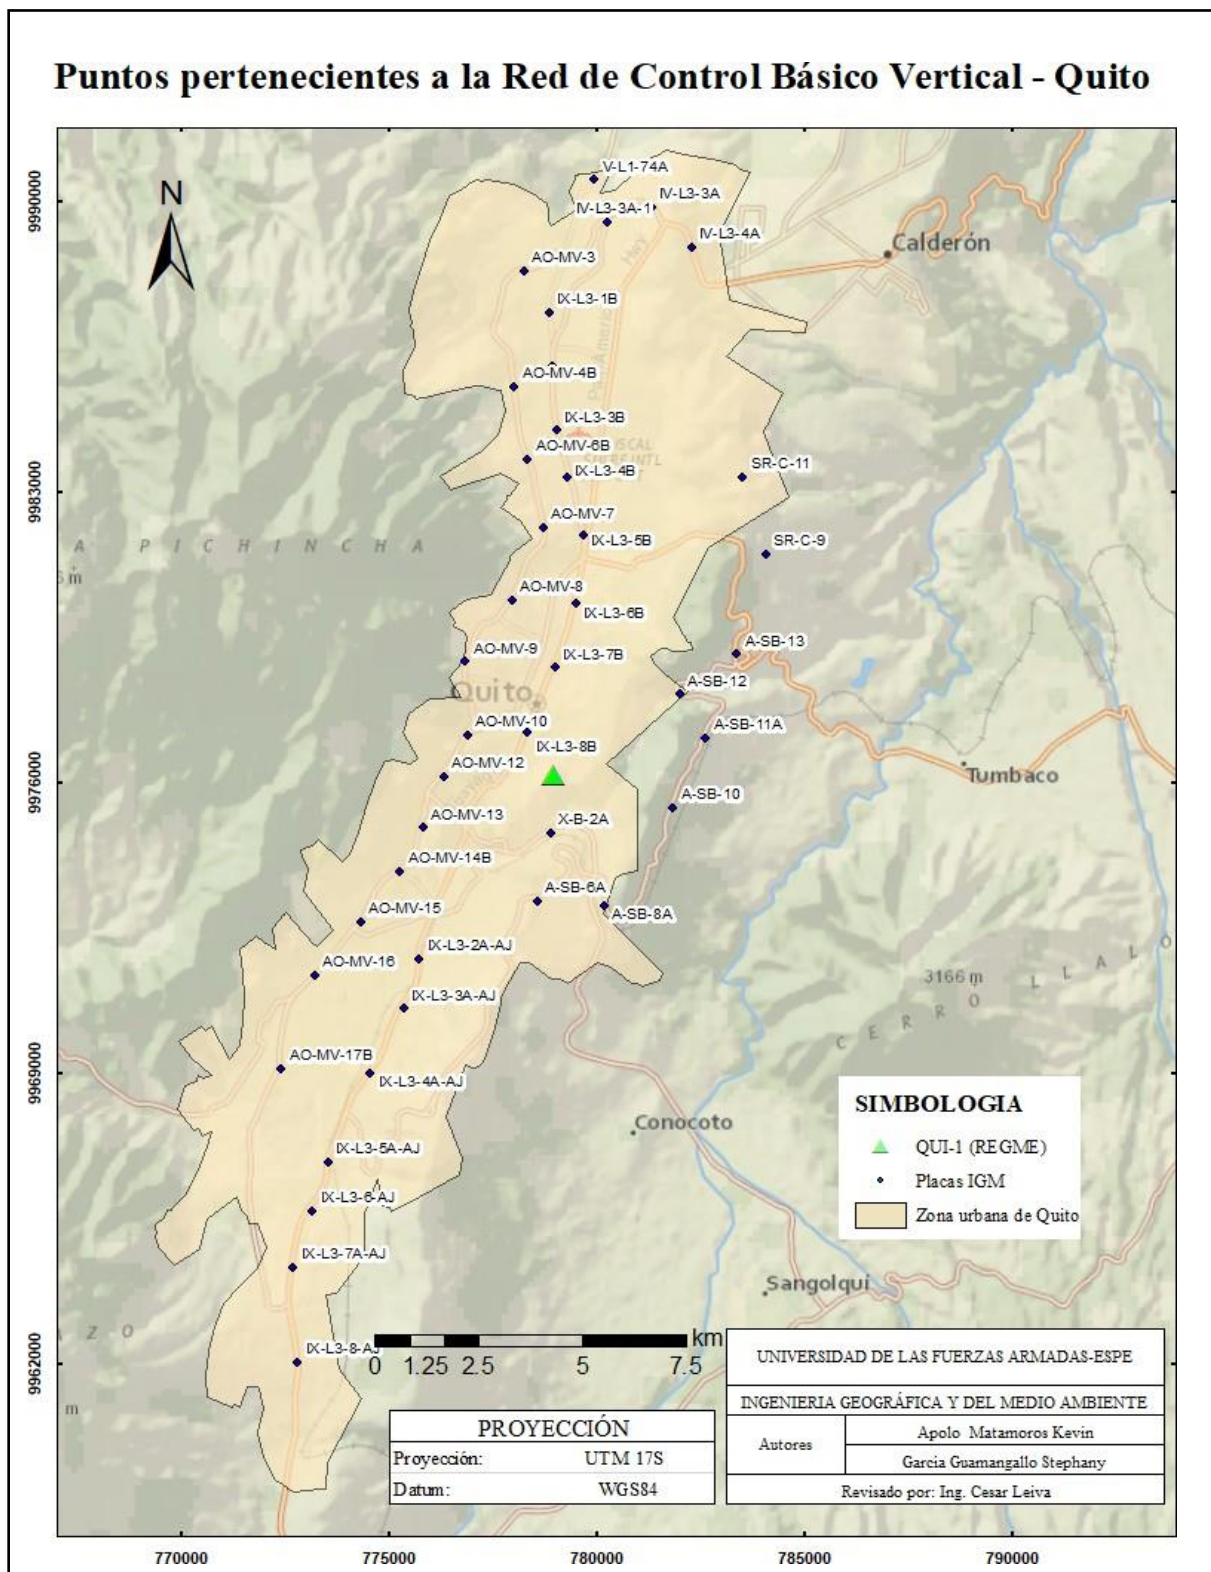 Puntos pertenecientes a la Red de Control Básico Vertical - Quito
N
V-L1-74A
IV-L3-3A
IV-L3-3A-1
IV-L3-4A
Calderón
AO-MV-3
IX-L3-1B
AO-MV-4B
IX-L3-3B
AO-MV-6B
IX-L3-4B
SR-C-11
AO-MV-7
IX-L3-5B
SR-C-9
A PICHINCHA
AO-MV-8
IX-L3-6B
AO-MV-9
IX-L3-7B
A-SB-13
Quito
A-SB-12
AO-MV-10
IX-L3-8B
A-SB-11A
AO-MV-12
Tumbaco
A-SB-10
AO-MV-13
X-B-2A
AO-MV-14B
A-SB-6A
A-SB-8A
AO-MV-15
IX-L3-2A-AJ
AO-MV-16
3166 m
CERRO LLALO
IX-L3-3A-AJ
AO-MV-17B
IX-L3-4A-AJ
Conocoto
IX-L3-5A-AJ
IX-L3-6-AJ
IX-L3-7A-AJ
Sangolquí
AZO
IX-L3-8-AJ
m
SIMBOLOGIA
QUI-1 (REGME)
Placas IGM
Zona urbana de Quito
km
0 1.25 2.5 5 7.5
PROYECCIÓN
Proyección: UTM 17S
Datum: WGS84
UNIVERSIDAD DE LAS FUERZAS ARMADAS-ESPE
INGENIERIA GEOGRÁFICA Y DEL MEDIO AMBIENTE
Autores
Apolo Matamoros Kevin
Garcia Guamangallo Stephany
Revisado por: Ing. Cesar Leiva
9990000
9983000
9976000
9969000
9962000
770000 775000 780000 785000 790000